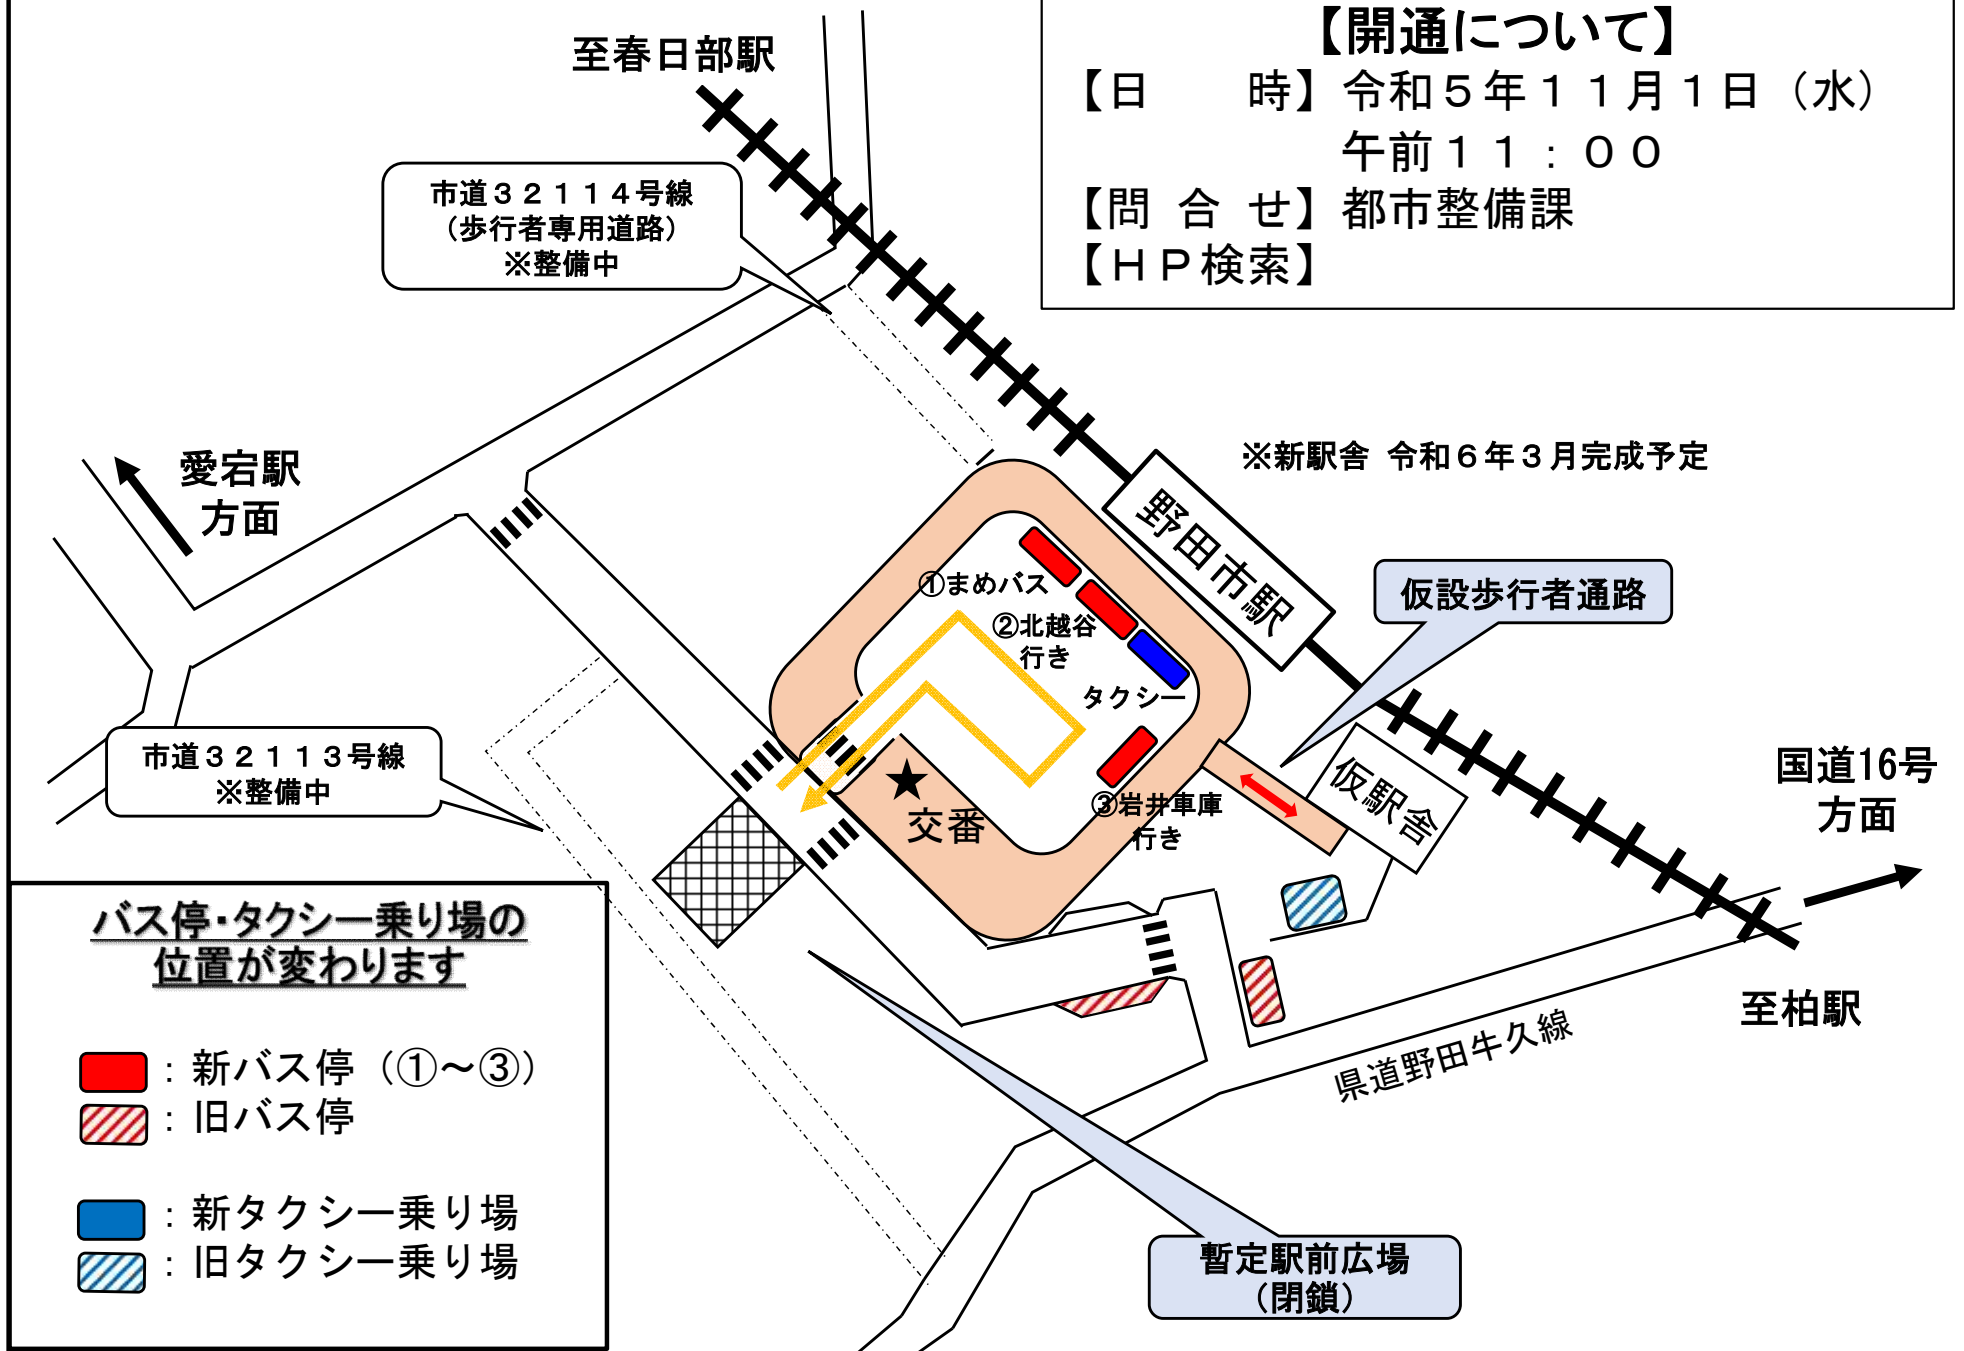 【開通について】
【日　　時】令和５年１１月１日（水）
午前１１：００
【問 合 せ】都市整備課
【ＨＰ検索】
至春日部駅
市道３２１１４号線
（歩行者専用道路）
※整備中
※新駅舎 令和６年３月完成予定
愛宕駅
方面
野田市駅
仮設歩行者通路
①まめバス
②北越谷
行き
タクシー
市道３２１１３号線
※整備中
③岩井車庫
行き
仮駅舎
国道16号
方面
交番
至柏駅
県道野田牛久線
暫定駅前広場
（閉鎖）
バス停・タクシー乗り場の
位置が変わります
：新バス停（①～③）
：旧バス停
：新タクシー乗り場
：旧タクシー乗り場